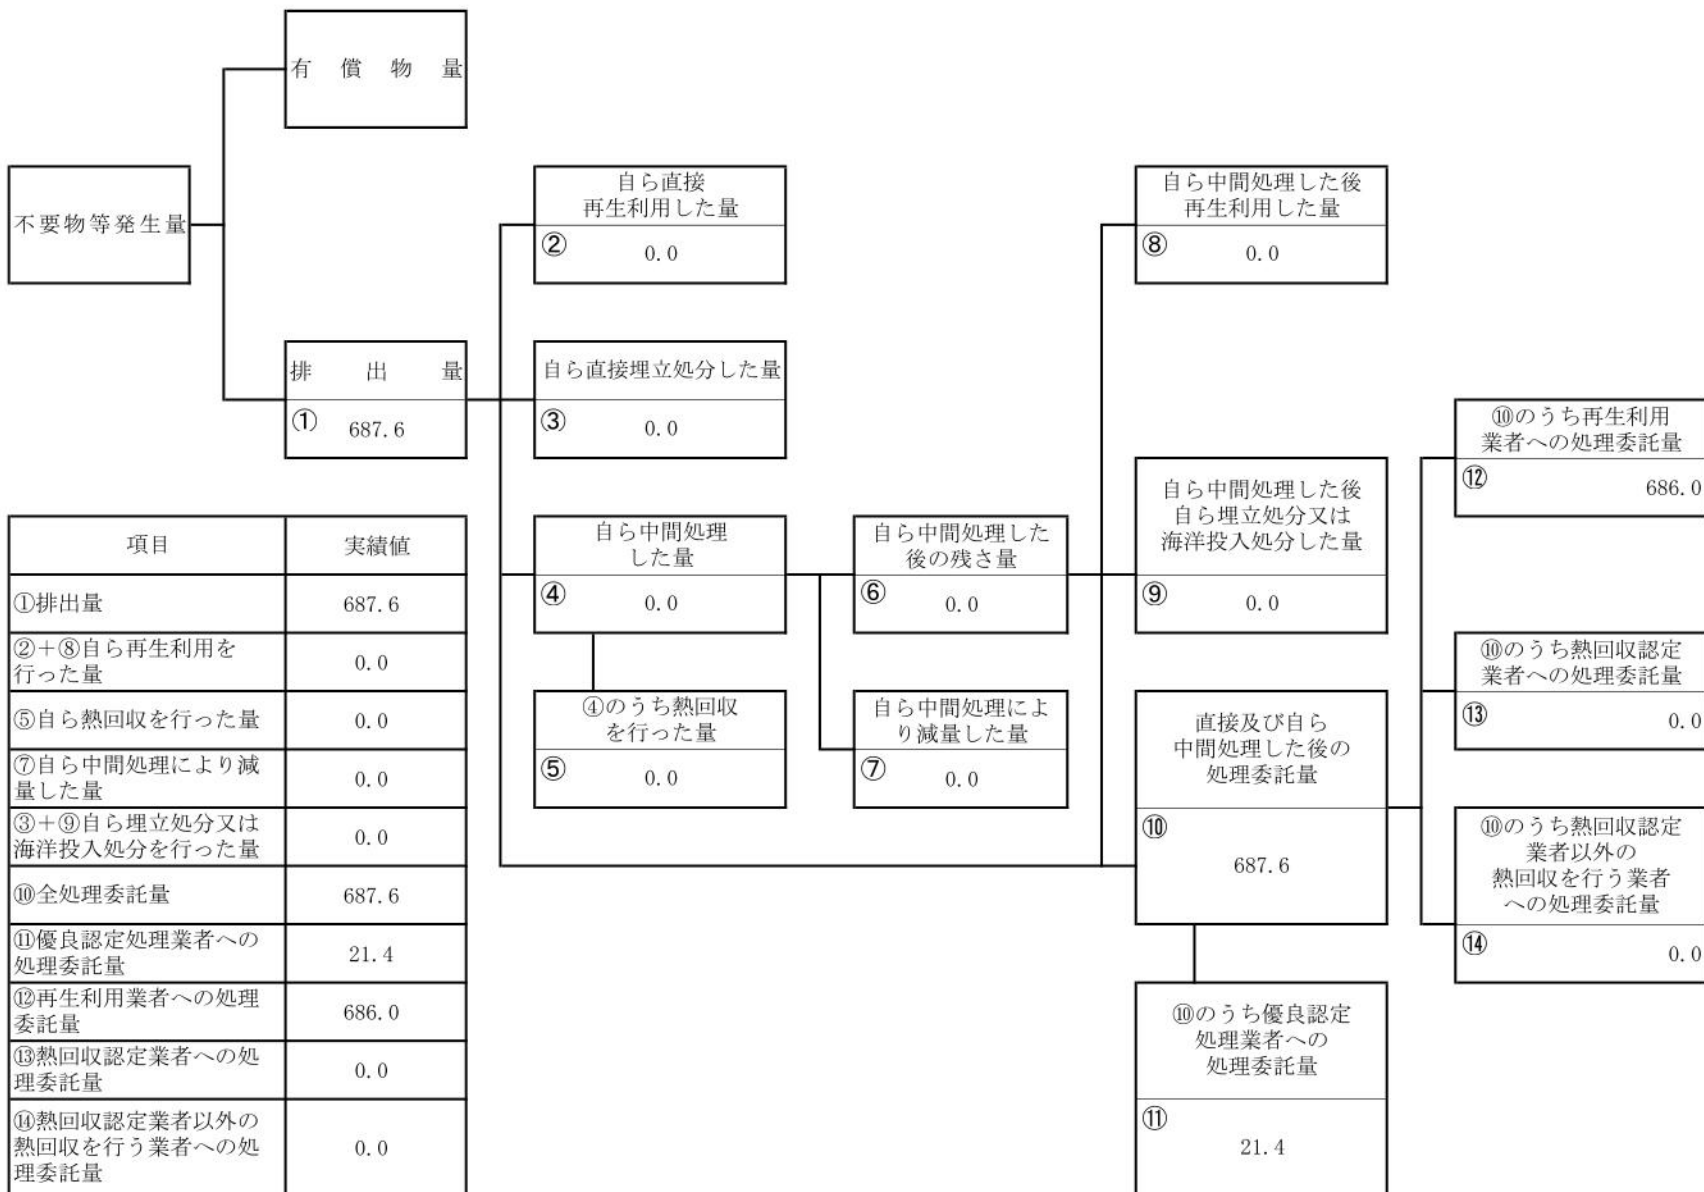 有償物量
不要物等発生量
排出量
① 687.6
自ら直接
再生利用した量
② 0.0
自ら直接埋立処分した量
③ 0.0
自ら中間処理
した量
④ 0.0
④のうち熱回収
を行った量
⑤ 0.0
自ら中間処理した
後の残さ量
⑥ 0.0
自ら中間処理によ
り減量した量
⑦ 0.0
自ら中間処理した後
再生利用した量
⑧ 0.0
自ら中間処理した後
自ら埋立処分又は
海洋投入処分した量
⑨ 0.0
直接及び自ら
中間処理した後の
処理委託量
⑩
687.6
⑩のうち優良認定
処理業者への
処理委託量
⑪
21.4
⑩のうち再生利用
業者への処理委託量
⑫ 686.0
⑩のうち熱回収認定
業者への処理委託量
⑬ 0.0
⑩のうち熱回収認定
業者以外の
熱回収を行う業者
への処理委託量
⑭ 0.0
項目 実績値
①排出量 687.6
②+⑧自ら再生利用を
行った量 0.0
⑤自ら熱回収を行った量 0.0
⑦自ら中間処理により減
量した量 0.0
③+⑨自ら埋立処分又は
海洋投入処分を行った量 0.0
⑩全処理委託量 687.6
⑪優良認定処理業者への
処理委託量 21.4
⑫再生利用業者への処理
委託量 686.0
⑬熱回収認定業者への処
理委託量 0.0
⑭熱回収認定業者以外の
熱回収を行う業者への処
理委託量 0.0